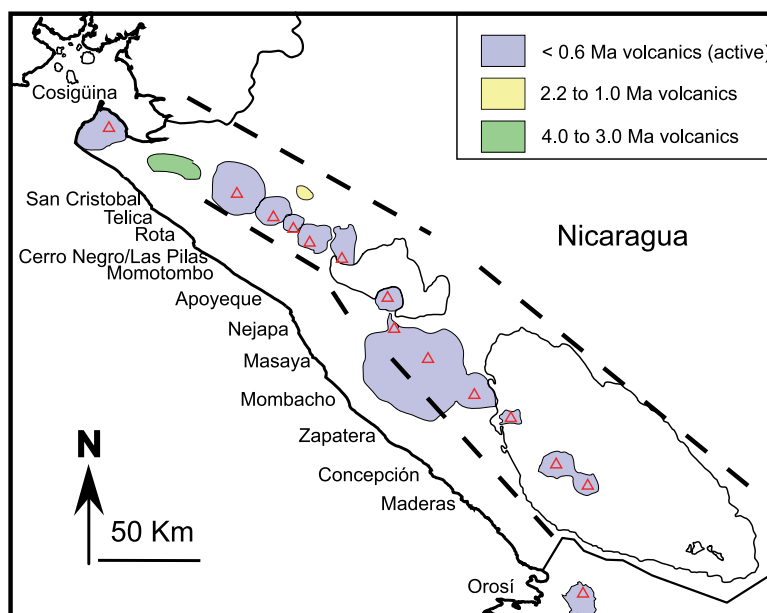 < 0.6 Ma volcanics (active)
2.2 to 1.0 Ma volcanics
4.0 to 3.0 Ma volcanics
Cosigüina
San Cristobal
Telica
Rota
Cerro Negro/Las Pilas
Momotombo
Apoyeque
Nejapa
Masaya
Mombacho
Zapatera
Concepción
Maderas
Orosí
Nicaragua
N
50 Km